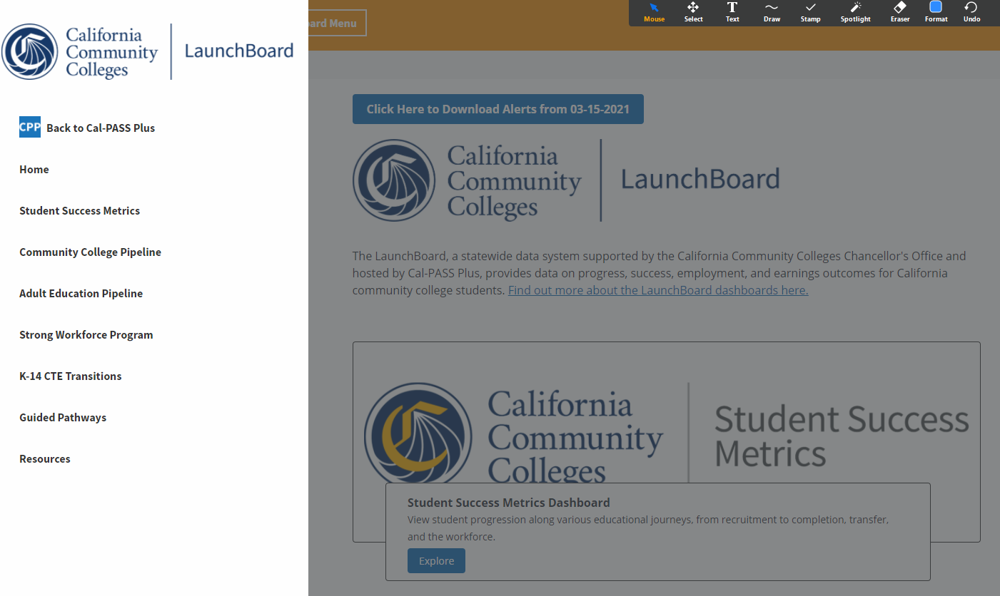 California
Community
Colleges
LaunchBoard
CPP Back to Cal-PASS Plus
Home
Student Success Metrics
Community College Pipeline
Adult Education Pipeline
Strong Workforce Program
K-14 CTE Transitions
Guided Pathways
Resources
Menu
Mouse
Select
Text
Draw
Stamp
Spotlight
Eraser
Format
Undo
Click Here to Download Alerts from 03-15-2021
California
Community
Colleges
LaunchBoard
The LaunchBoard, a statewide data system supported by the California Community Colleges Chancellor's Office and
hosted by Cal-PASS Plus, provides data on progress, success, employment, and earnings outcomes for California
community college students. Find out more about the LaunchBoard dashboards here.
California
Community
Colleges
Student Success
Metrics
Student Success Metrics Dashboard
View student progression along various educational journeys, from recruitment to completion, transfer,
and the workforce.
Explore